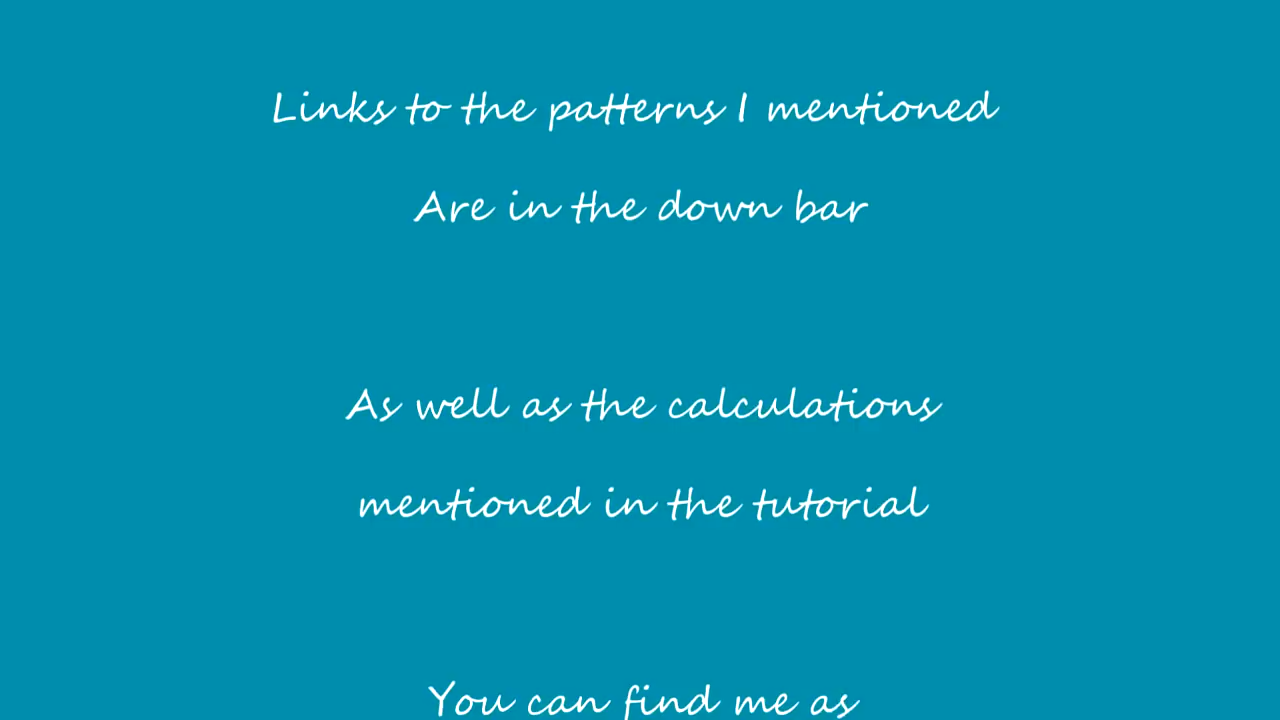 Links to the patterns I mentioned
Are in the down bar
As well as the calculations
mentioned in the tutorial
You can find me as